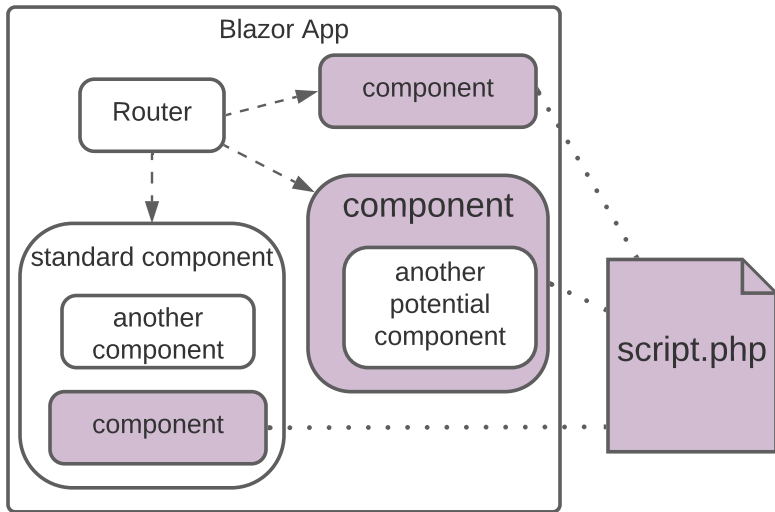 Blazor App
component
Router
component
standard component
another
potential
component
another
component
script.php
component